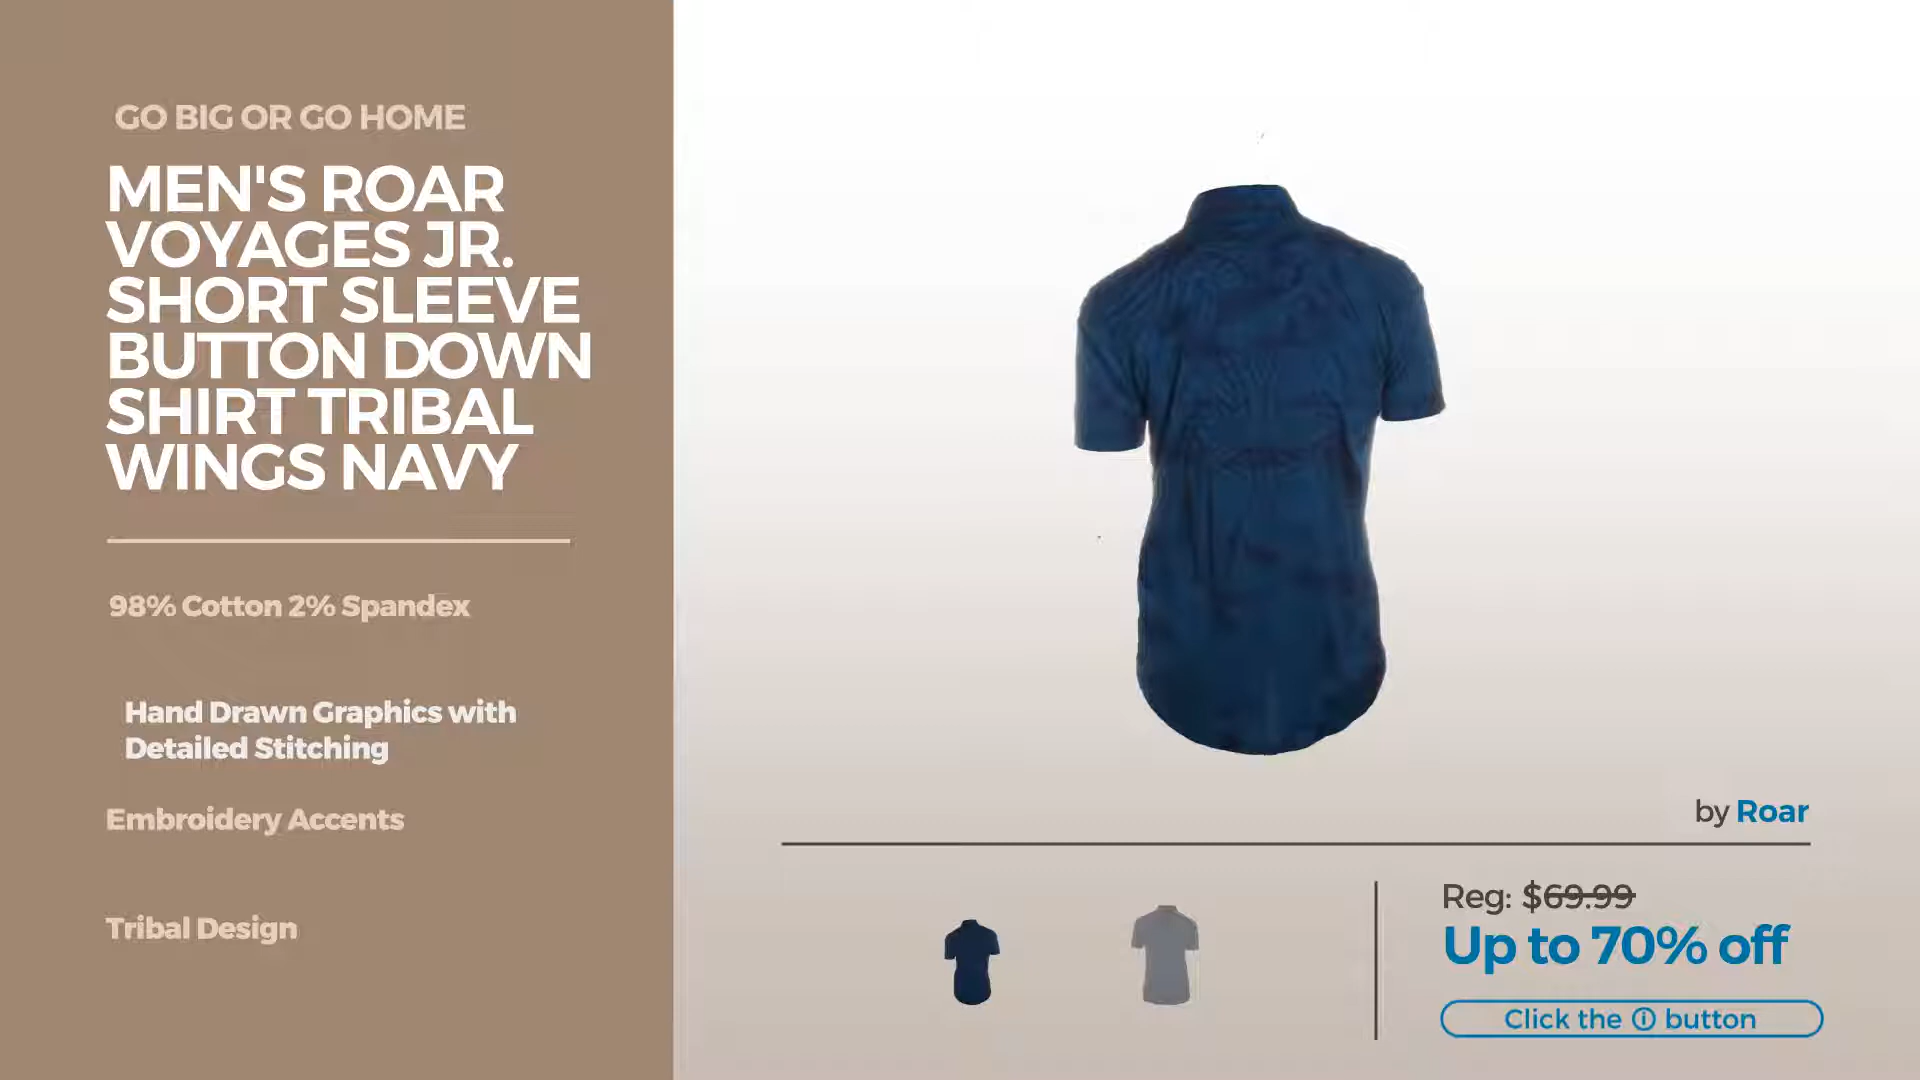 GO BIG OR GO HOME
MEN'S ROAR
VOYAGES JR.
SHORT SLEEVE
BUTTON DOWN
SHIRT TRIBAL
WINGS NAVY
98% Cotton 2% Spandex
Hand Drawn Graphics with
Detailed Stitching
Embroidery Accents
Tribal Design
by Roar
Reg: $69.99
Up to 70% off
Click the ⓘ button